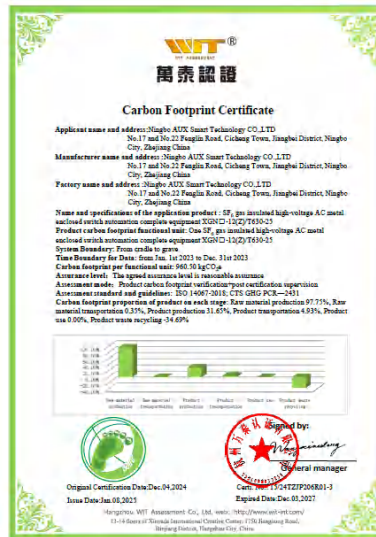 WIT®
WIT ASSESSMENT
萬泰認證
Carbon Footprint Certificate
Applicant name and address:Ningbo AUX Smart Technology CO.,LTD
No.17 and No.22 Fenglin Road, Cicheng Town, Jiangbei District, Ningbo
City, Zhejiang China
Manufacturer name and address :Ningbo AUX Smart Technology CO.,LTD
No.17 and No.22 Fenglin Road, Cicheng Town, Jiangbei District, Ningbo
City, Zhejiang China
Factory name and address :Ningbo AUX Smart Technology CO.,LTD
No.17 and No.22 Fenglin Road, Cicheng Town, Jiangbei District, Ningbo
City, Zhejiang China
Name and specifications of the application product : SF₆ gas insulated high-voltage AC metal
enclosed switch automation complete equipment XGN□-12(Z)/T630-25
Product carbon footprint functional unit: One SF₆ gas insulated high-voltage AC metal
enclosed switch automation complete equipment XGN□-12(Z)/T630-25
System Boundary: From cradle to grave
Time Boundary for Data: from Jan. 1st 2023 to Dec. 31st 2023
Carbon footprint per functional unit: 960.50 kgCO₂e
Assurance level: The agreed assurance level is reasonable assurance
Assessment mode: Product carbon footprint verification+post certification supervision
Assessment standard and guidelines: ISO 14067-2018; CTS GHG PCR—2431
Carbon footprint proportion of product on each stage: Raw material production 97.75%, Raw
material transportation 0.35%, Product production 31.65%, Product transportation 4.93%, Product
use 0.00%, Product waste recycling -34.69%
Raw material production
Raw material transportation
Product production
Product transportation
Product use
Product waste recycling
Signed by:
General manager
Original Certification Date:Dec.04,2024
Issue Date:Jan.08,2025
Expired Date:Dec.03,2027
Hangzhou WIT Assessment Co., Ltd. web: http://www.wit-int.com/